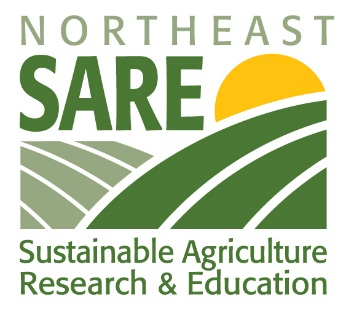 NORTHEAST
SARE
Sustainable Agriculture
Research & Education